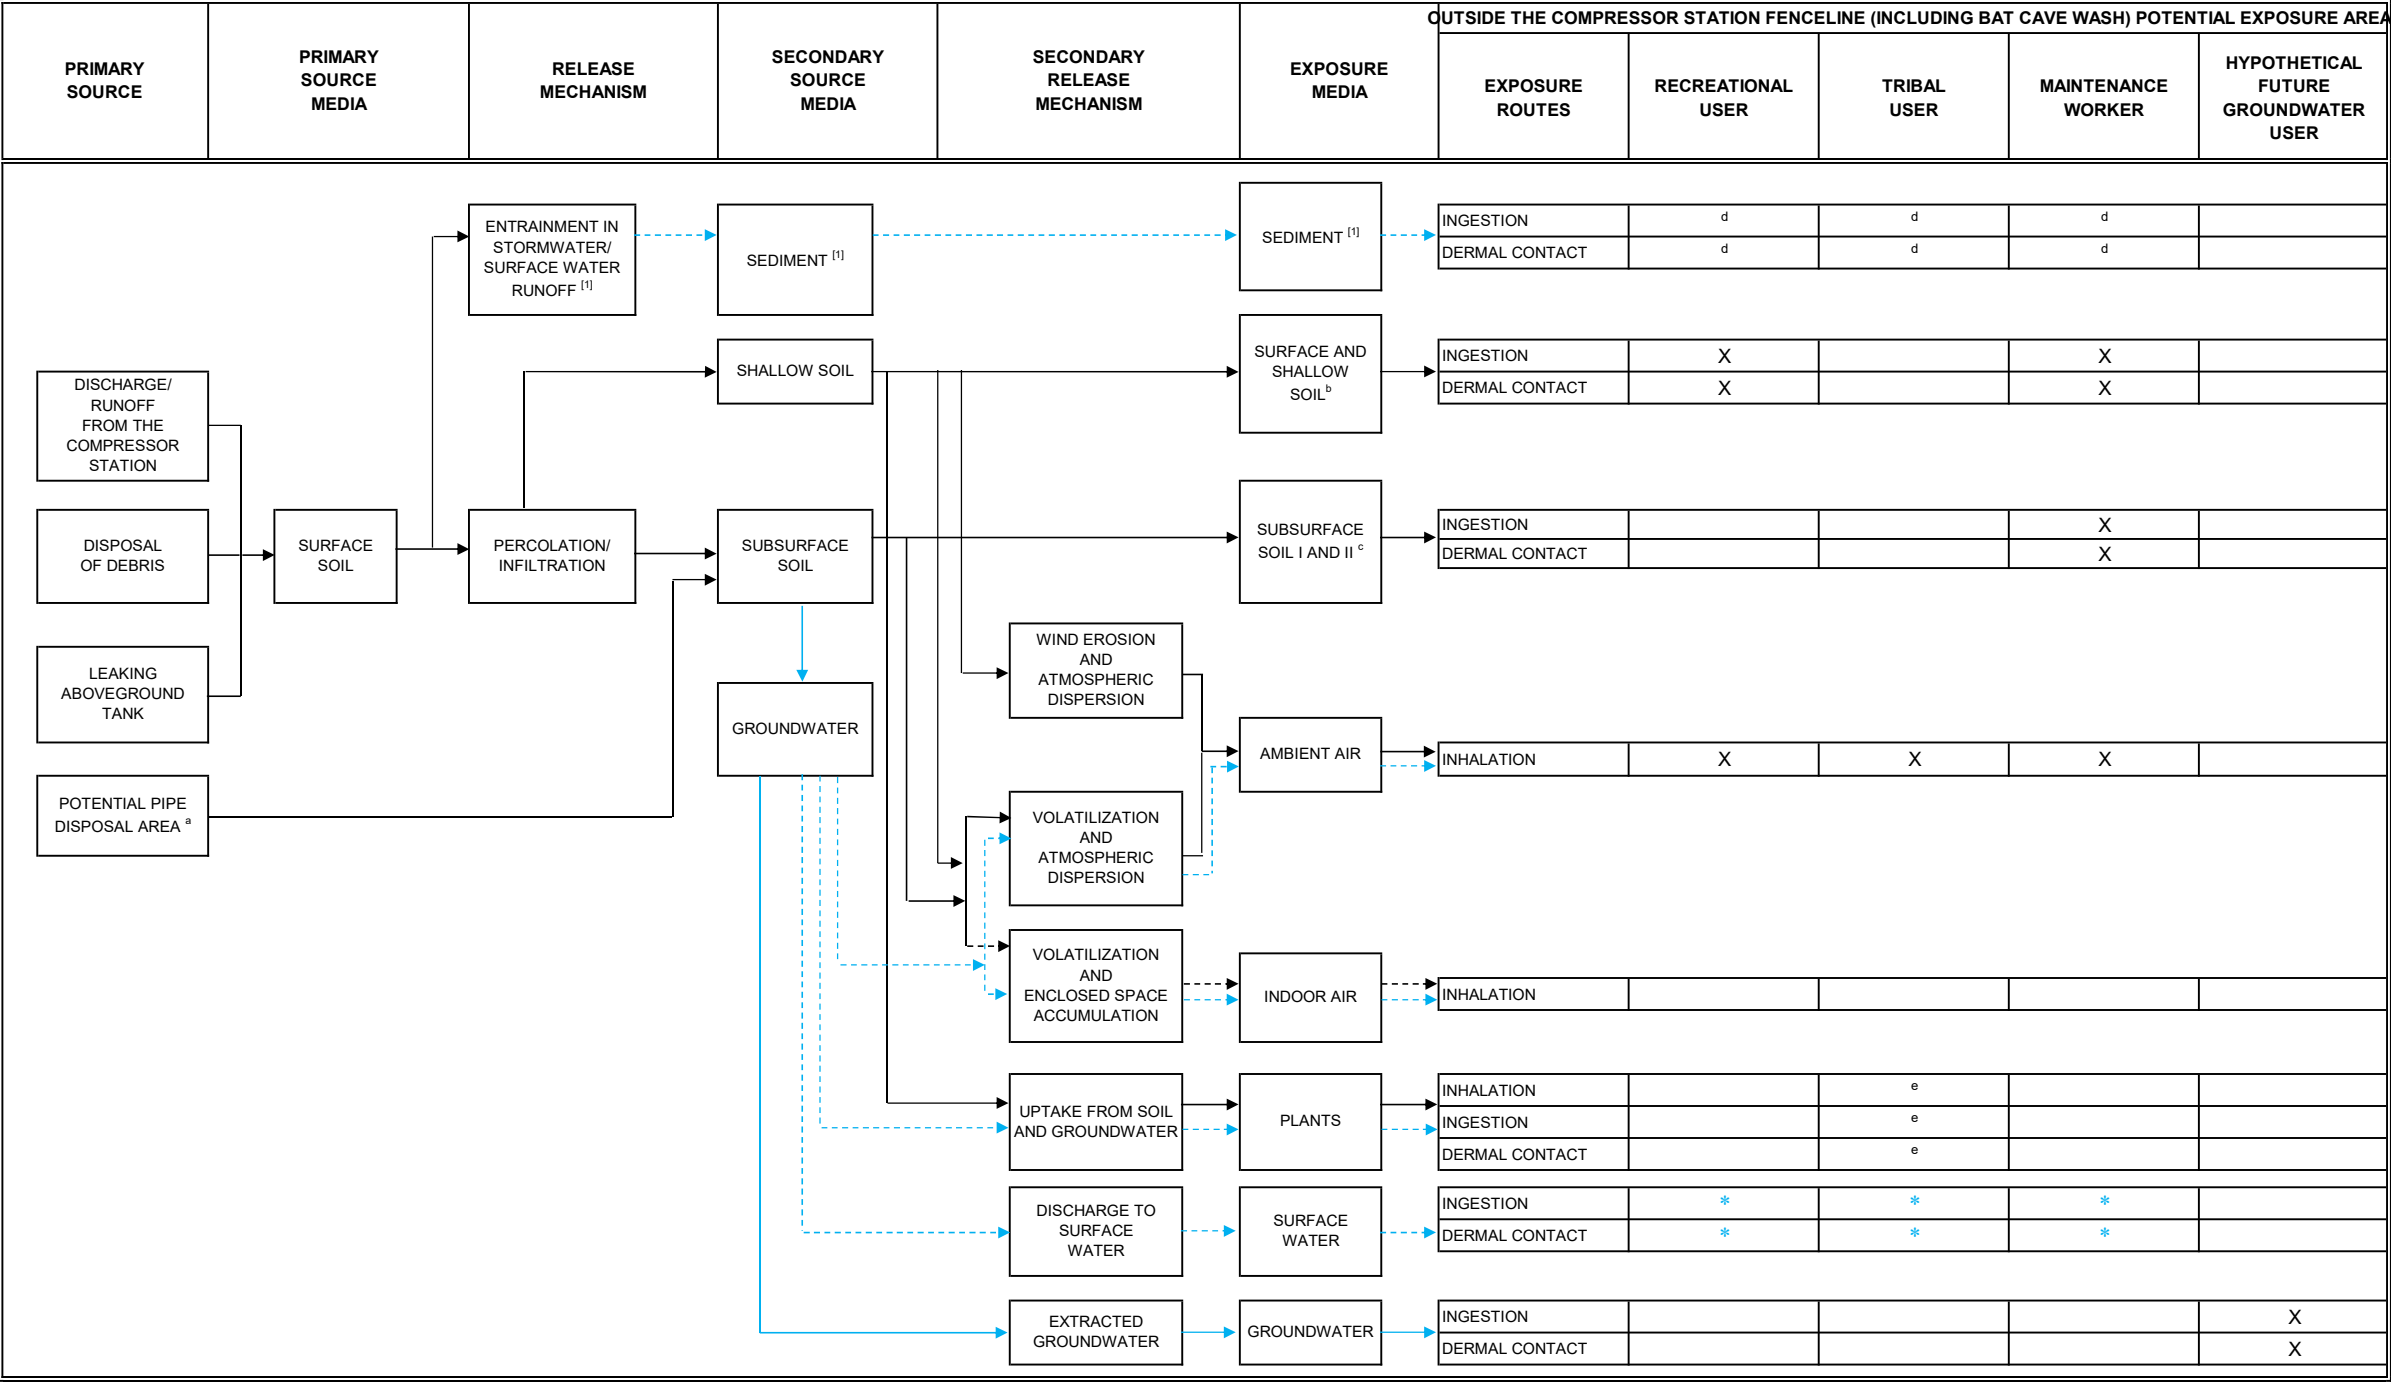 OUTSIDE THE COMPRESSOR STATION FENCELINE (INCLUDING BAT CAVE WASH) POTENTIAL EXPOSURE AREA
PRIMARY
SOURCE
PRIMARY
SOURCE
MEDIA
RELEASE
MECHANISM
SECONDARY
SOURCE
MEDIA
SECONDARY
RELEASE
MECHANISM
EXPOSURE
MEDIA
EXPOSURE
ROUTES
RECREATIONAL
USER
TRIBAL
USER
MAINTENANCE
WORKER
HYPOTHETICAL
FUTURE
GROUNDWATER
USER
DISCHARGE/
RUNOFF
FROM THE
COMPRESSOR
STATION
DISPOSAL
OF DEBRIS
LEAKING
ABOVEGROUND
TANK
POTENTIAL PIPE
DISPOSAL AREA a
SURFACE
SOIL
ENTRAINMENT IN
STORMWATER/
SURFACE WATER
RUNOFF [1]
PERCOLATION/
INFILTRATION
SEDIMENT [1]
SHALLOW SOIL
SUBSURFACE
SOIL
GROUNDWATER
WIND EROSION
AND
ATMOSPHERIC
DISPERSION
VOLATILIZATION
AND
ATMOSPHERIC
DISPERSION
VOLATILIZATION
AND
ENCLOSED SPACE
ACCUMULATION
UPTAKE FROM SOIL
AND GROUNDWATER
DISCHARGE TO
SURFACE
WATER
EXTRACTED
GROUNDWATER
SEDIMENT [1]
INGESTION d d d
DERMAL CONTACT d d d
SURFACE AND
SHALLOW
SOIL b
INGESTION X X
DERMAL CONTACT X X
SUBSURFACE
SOIL I AND II c
INGESTION X
DERMAL CONTACT X
AMBIENT AIR
INHALATION X X X
INDOOR AIR
INHALATION
PLANTS
INHALATION e
INGESTION e
DERMAL CONTACT e
SURFACE
WATER
INGESTION * * *
DERMAL CONTACT * * *
GROUNDWATER
INGESTION X
DERMAL CONTACT X